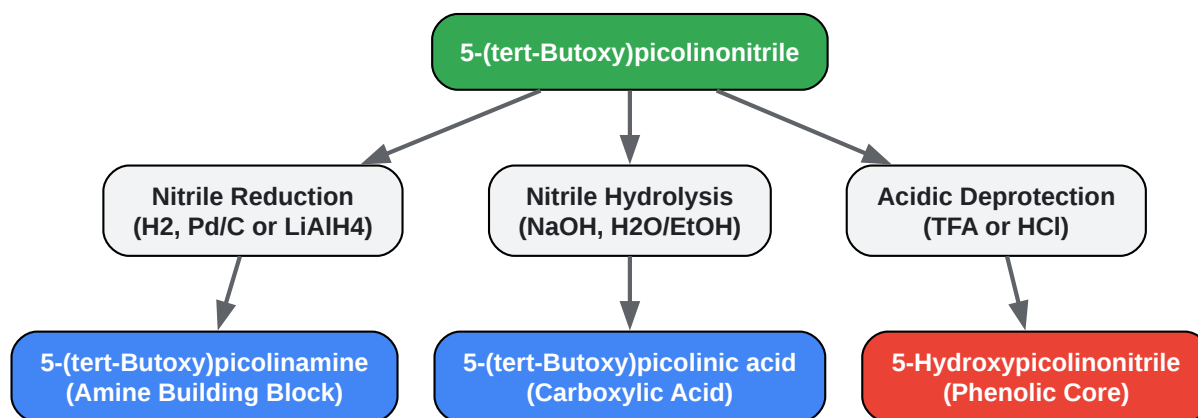 5-(tert-Butoxy)picolinonitrile
Nitrile Reduction
(H2, Pd/C or LiAlH4)
Nitrile Hydrolysis
(NaOH, H2O/EtOH)
Acidic Deprotection
(TFA or HCl)
5-(tert-Butoxy)picolinamine
(Amine Building Block)
5-(tert-Butoxy)picolinic acid
(Carboxylic Acid)
5-Hydroxypicolinonitrile
(Phenolic Core)